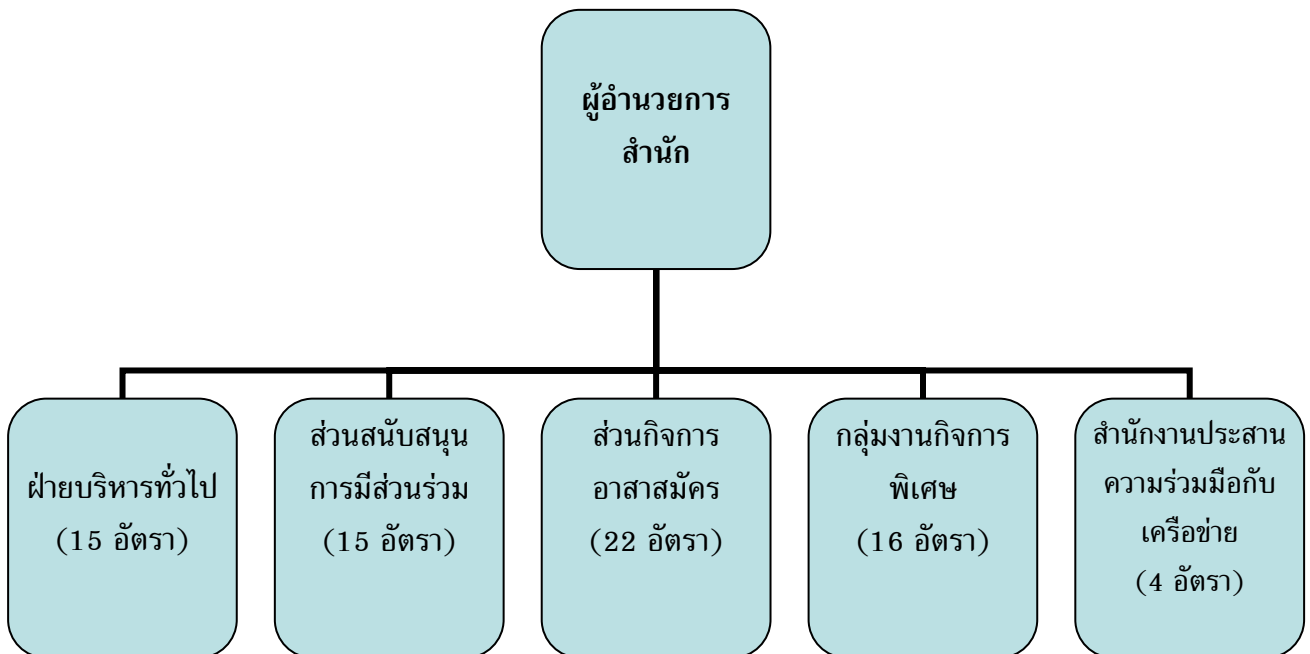 ผู้อำนวยการ
สำนัก
ฝ่ายบริหารทั่วไป
(15 อัตรา)
ส่วนสนับสนุน
การมีส่วนร่วม
(15 อัตรา)
ส่วนกิจการ
อาสาสมัคร
(22 อัตรา)
กลุ่มงานกิจการ
พิเศษ
(16 อัตรา)
สำนักงานประสาน
ความร่วมมือกับ
เครือข่าย
(4 อัตรา)